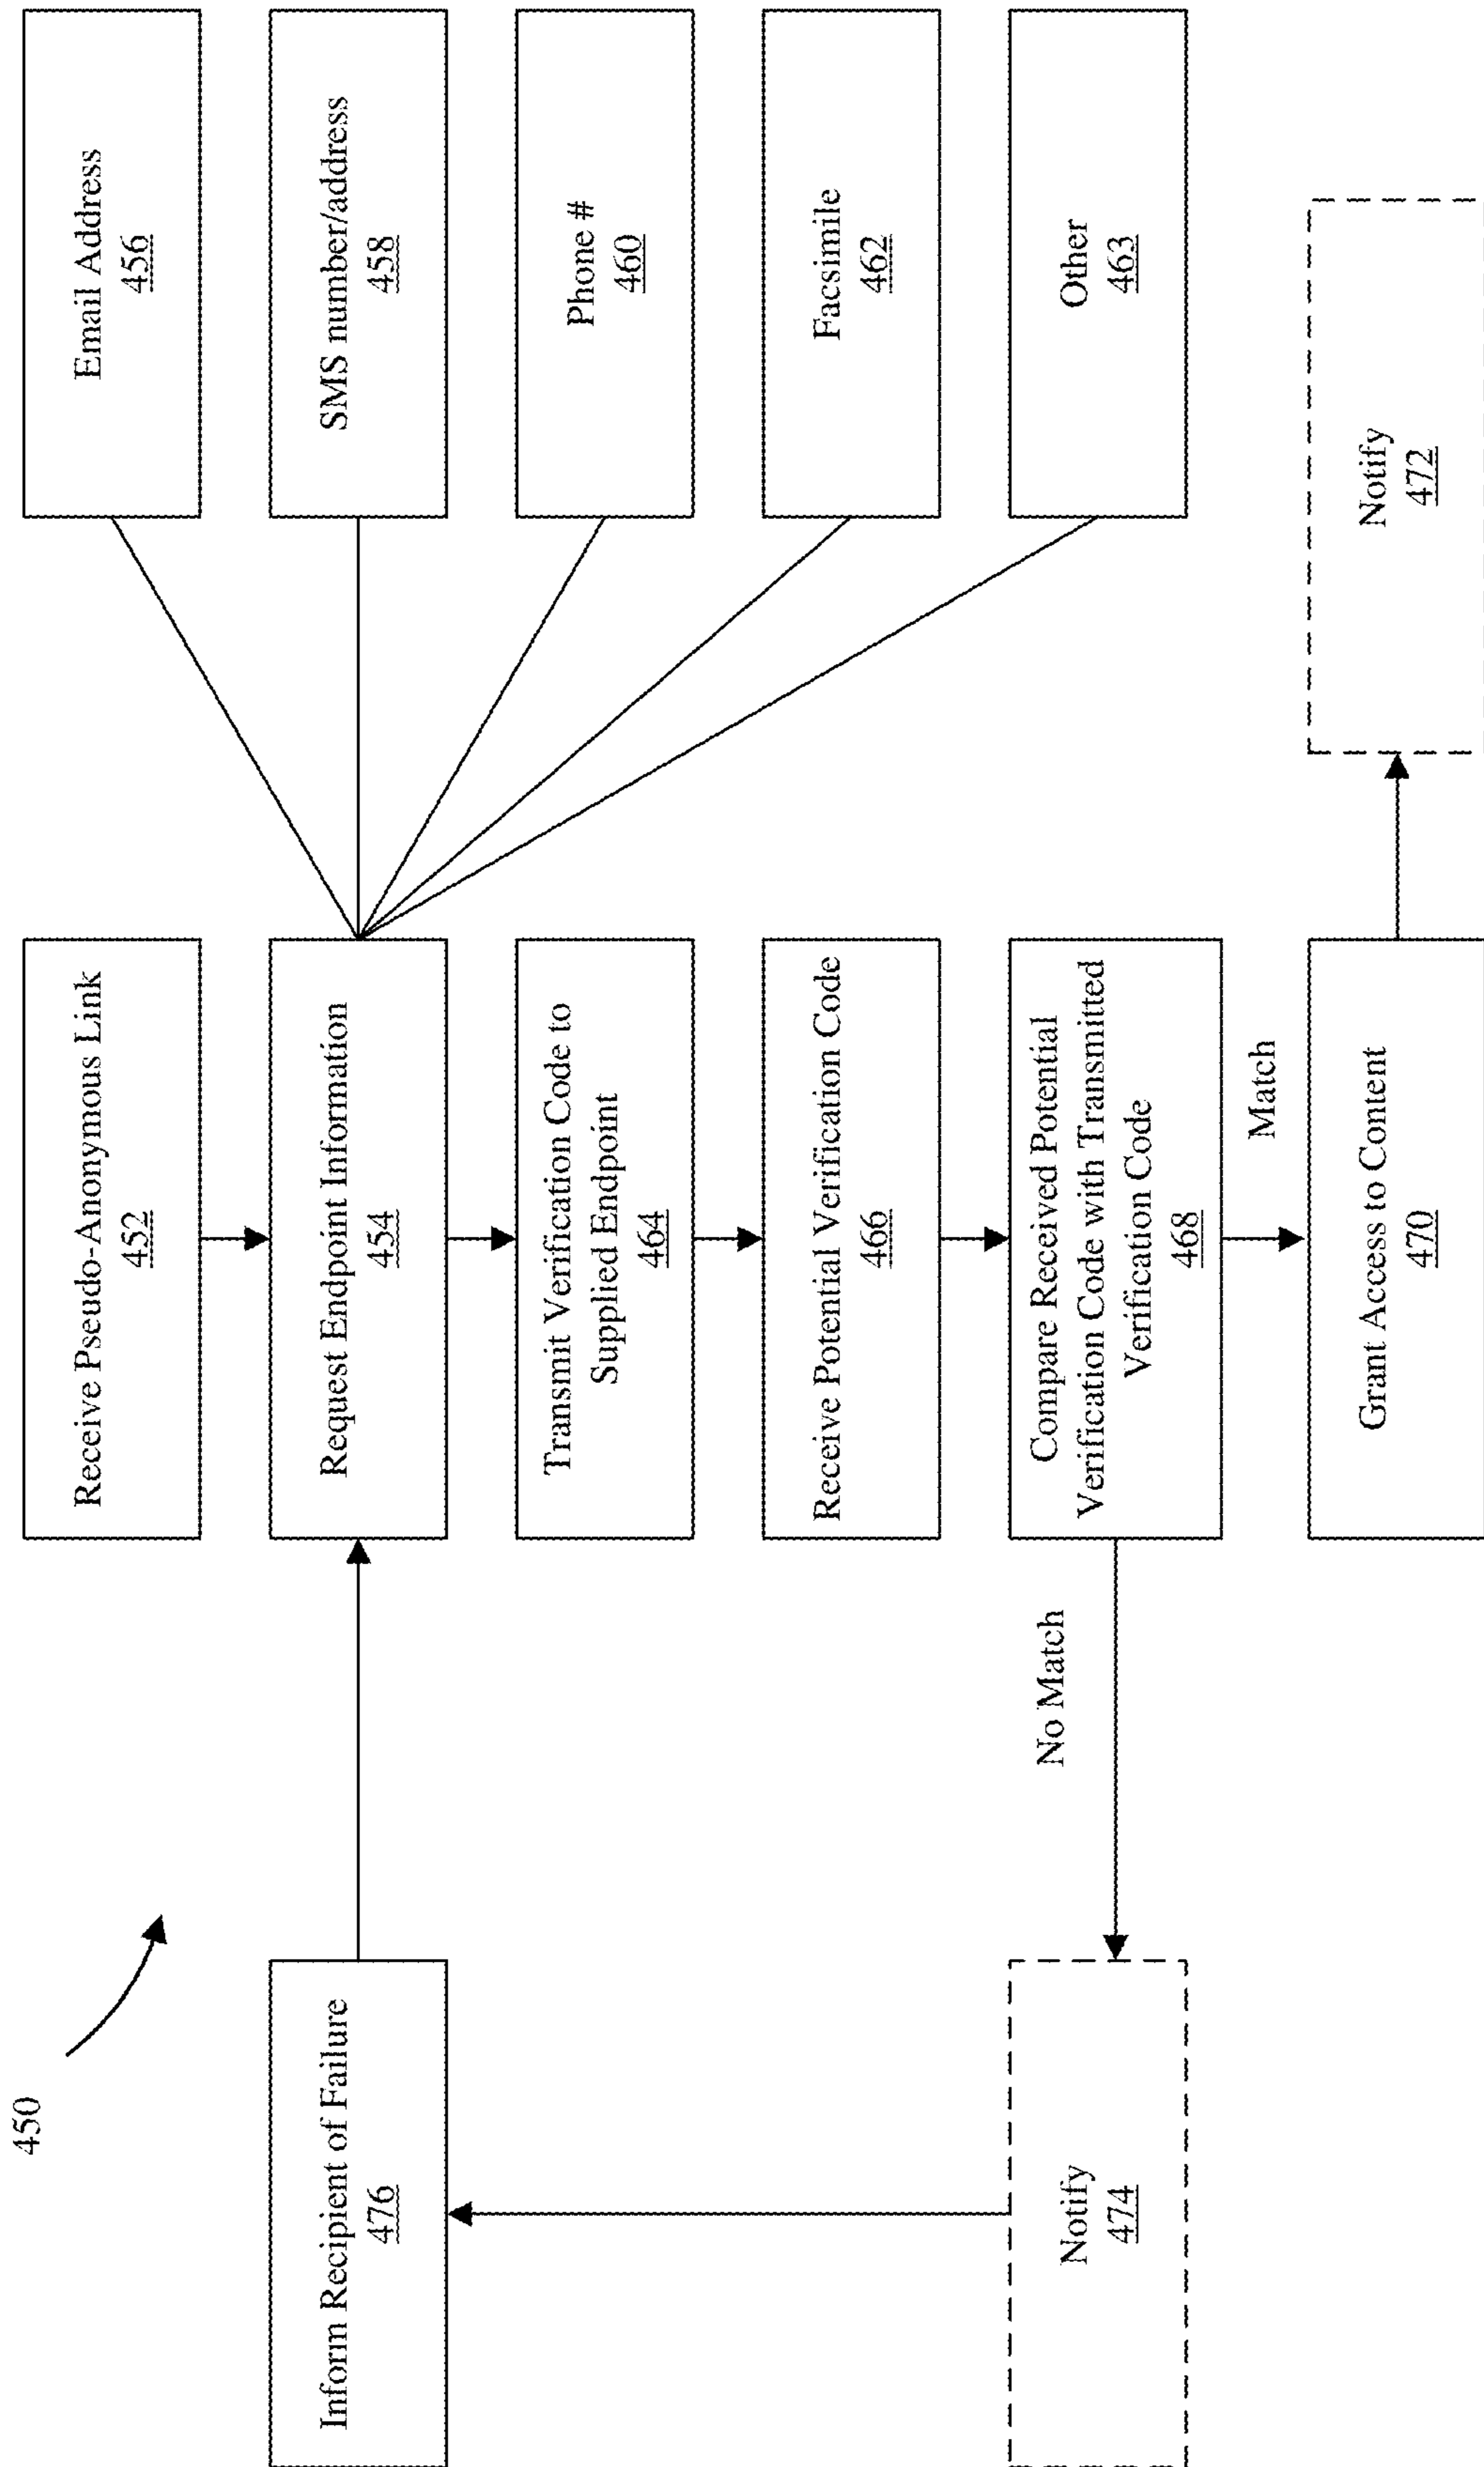 450
Receive Pseudo-Anonymous Link
452
Email Address
456
Inform Recipient of Failure
476
Request Endpoint Information
454
SMS number/address
458
Transmit Verification Code to
Supplied Endpoint
464
Phone #
460
Receive Potential Verification Code
466
Facsimile
462
Notify
474
No Match
Compare Received Potential
Verification Code with Transmitted
Verification Code
468
Other
463
Match
Grant Access to Content
470
Notify
472